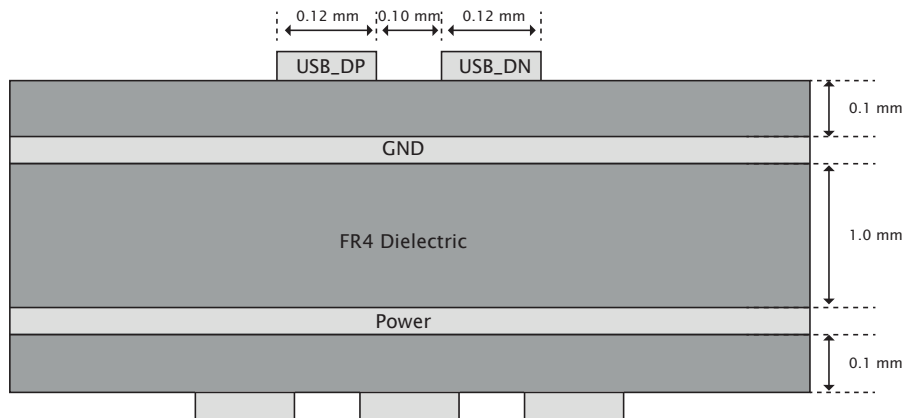 0.12 mm 0.10 mm 0.12 mm
USB_DP USB_DN
0.1 mm
GND
FR4 Dielectric
1.0 mm
Power
0.1 mm